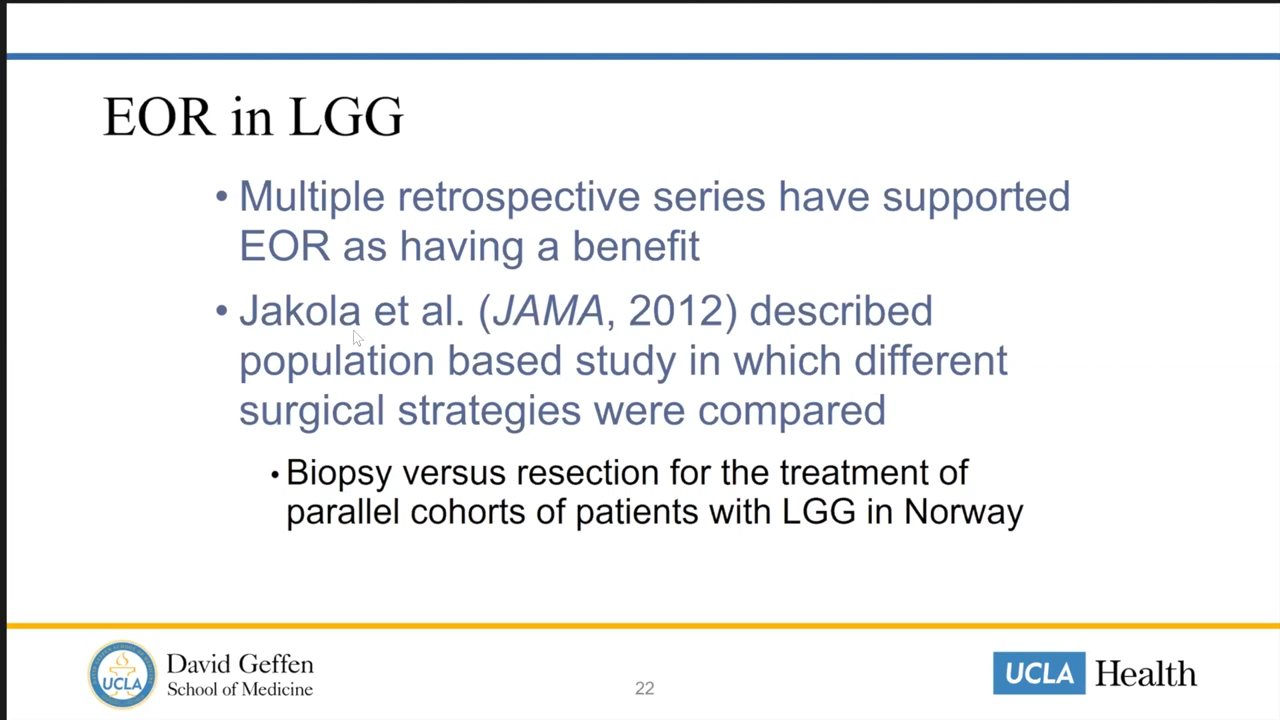 EOR in LGG
• Multiple retrospective series have supported
EOR as having a benefit
• Jakola et al. (JAMA, 2012) described
population based study in which different
surgical strategies were compared
• Biopsy versus resection for the treatment of
parallel cohorts of patients with LGG in Norway
UCLA
David Geffen
School of Medicine
22
UCLA Health